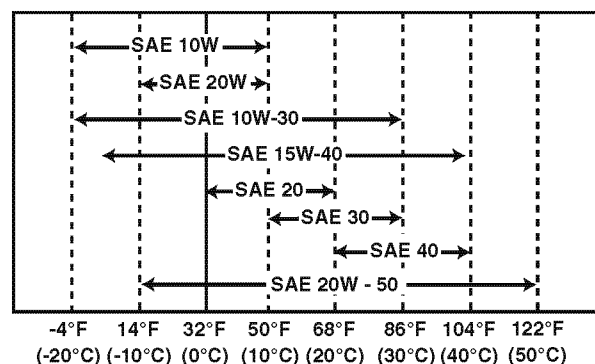 SAE 10W
SAE 20W
SAE 10W-30
SAE 15W-40
SAE 20
SAE 30
SAE 40
SAE 20W - 50
-4°F 14°F 32°F 50°F 68°F 86°F 104°F 122°F
(-20°C) (-10°C) (0°C) (10°C) (20°C) (30°C) (40°C) (50°C)